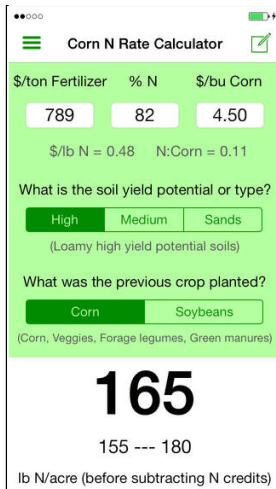 Corn N Rate Calculator
$/ton Fertilizer % N $/bu Corn
789 82 4.50
$/lb N = 0.48 N:Corn = 0.11
What is the soil yield potential or type?
High Medium Sands
(Loamy high yield potential soils)
What was the previous crop planted?
Corn Soybeans
(Corn, Veggies, Forage legumes, Green manures)
165
155 --- 180
lb N/acre (before subtracting N credits)